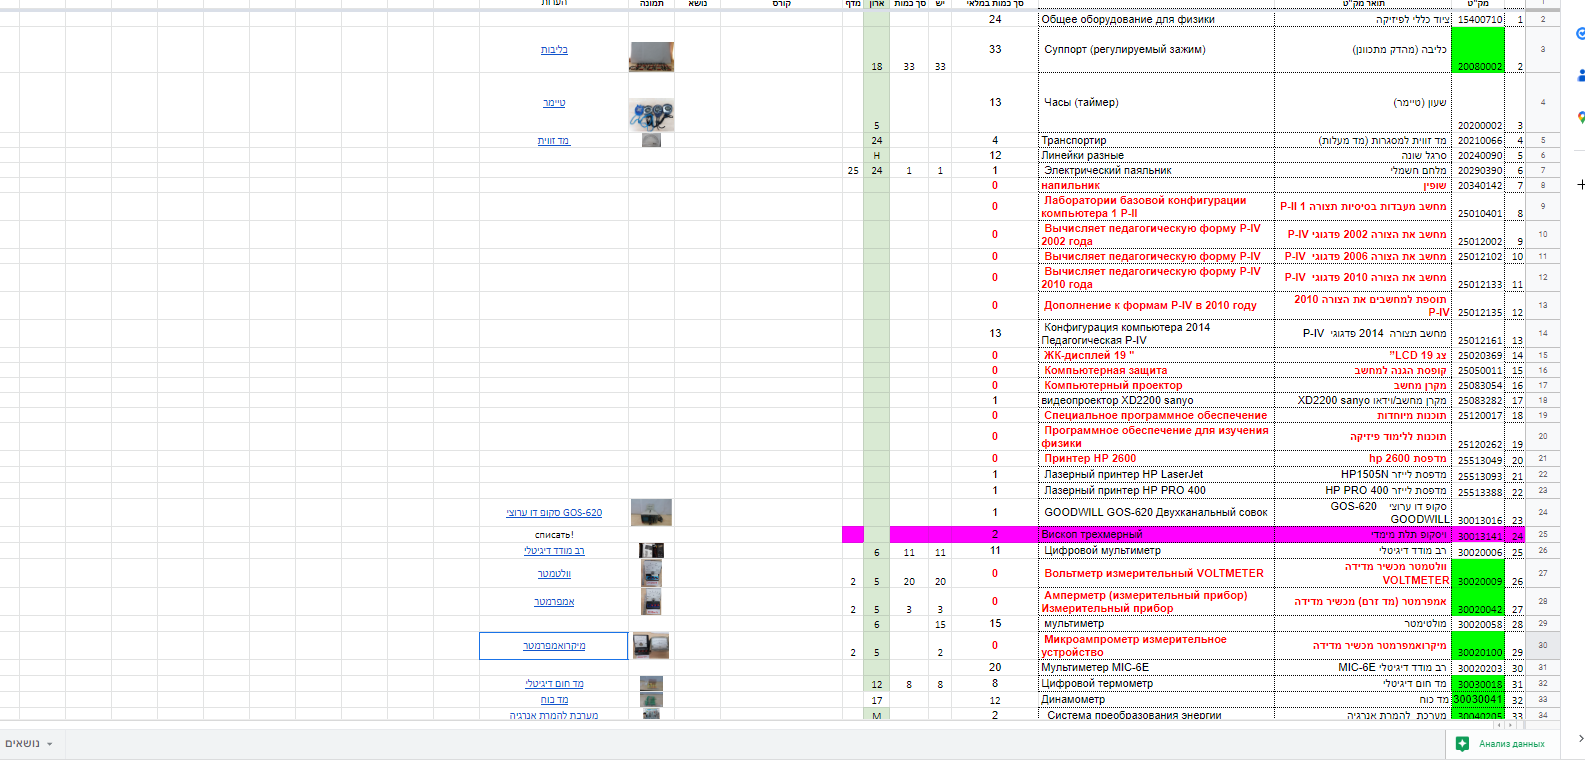 הערות תמונה נושא קורס מדף ארון סך כמות יש סך כמות במלאי תואר מק"ט מק"ט 1
24 Общее оборудование для физики ציוד כללי לפיזיקה 15400710 1 2
כליבות 18 33 33 33 Суппорт (регулируемый зажим) כליבה (מהדק מתכוונן) 20080002 2 3
טיימר 5 13 Часы (таймер) שעון (טיימר) 20200002 3 4
מד זווית 24 4 Транспортир מד זווית למסגרות (מד מעלות) 20210066 4 5
H 12 Линейки разные סרגל שונה 20240090 5 6
25 24 1 1 1 Электрический паяльник מלחם חשמלי 20290390 6 7
0 напильник שופין 20340142 7 8
0 Лаборатории базовой конфигурации
компьютера 1 P-II מחשב מעבדות בסיסיות תצורה 1 P-II 25010401 8 9
0 Вычисляет педагогическую форму P-IV
2002 года מחשב את הצורה 2002 פדגוגי P-IV 25012002 9 10
0 Вычисляет педагогическую форму P-IV מחשב את הצורה 2006 פדגוגי P-IV 25012102 10 11
0 Вычисляет педагогическую форму P-IV
2010 года מחשב את הצורה 2010 פדגוגי P-IV 25012133 11 12
0 Дополнение к формам P-IV в 2010 году תוספת למחשבים את הצורה 2010
P-IV 25012135 12 13
13 Конфигурация компьютера 2014
Педагогическая P-IV מחשב תצורה 2014 פדגוגי P-IV 25012161 13 14
0 ЖК-дисплей 19 " צג LCD 19" 25020369 14 15
0 Компьютерная защита קופסת הגנה למחשב 25050011 15 16
0 Компьютерный проектор מקרן מחשב 25083054 16 17
1 видеопроектор XD2200 sanyo מקרן מחשב/וידאו XD2200 sanyo 25083282 17 18
0 Специальное программное обеспечение תוכנות מיוחדות 25120017 18 19
0 Программное обеспечение для изучения
физики תוכנות ללימוד פיזיקה 25120262 19 20
0 Принтер HP 2600 מדפסת hp 2600 25513049 20 21
1 Лазерный принтер HP LaserJet מדפסת לייזר HP1505N 25513093 21 22
1 Лазерный принтер HP PRO 400 מדפסת לייזר HP PRO 400 25513388 22 23
סקופ דו ערוצי GOS-620 1 GOODWILL GOS-620 Двухканальный совок סקופ דו ערוצי GOS-620
GOODWILL 30013016 23 24
списать! 2 Вископ трехмерный ויסקופ תלת מימדי 30013141 24 25
רב מודד דיגיטלי 6 11 11 11 Цифровой мультиметр רב מודד דיגיטלי 30020006 25 26
וולטמטר 2 5 20 20 0 Вольтметр измерительный VOLTMETER וולטמטר מכשיר מדידה
VOLTMETER 30020009 26 27
אמפרמטר 2 5 3 3 0 Амперметр (измерительный прибор)
Измерительный прибор אמפרמטר (מד זרם) מכשיר מדידה 30020042 27 28
6 15 15 мультиметр מולטימטר 30020058 28 29
מיקרואמפרמטר 2 5 2 0 Микроампрометр измерительное
устройство מיקרואמפרמטר מכשיר מדידה 30020100 29 30
20 Мультиметер MIC-6E רב מודד דיגיטלי MIC-6E 30020203 30 31
מד חום דיגיטלי 12 8 8 8 Цифровой термометр מד חום דיגיטלי 30030018 31 32
מד כוח 17 12 Динамометр מד כוח 30030041 32 33
מערכת להמרת אנרגיה M 2 Система преобразования энергии מערכת להמרת אנרגיה 30040205 33 34
נושאים
Анализ данных